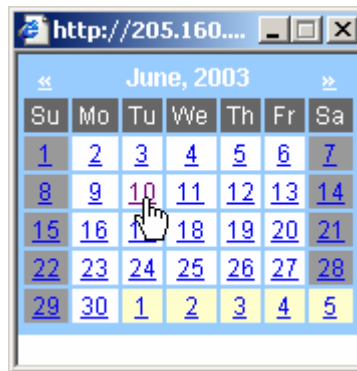 http://205.160....
« June, 2003 »
Su Mo Tu We Th Fr Sa
1 2 3 4 5 6 7
8 9 10 11 12 13 14
15 16 18 19 20 21
22 23 24 25 26 27 28
29 30 1 2 3 4 5